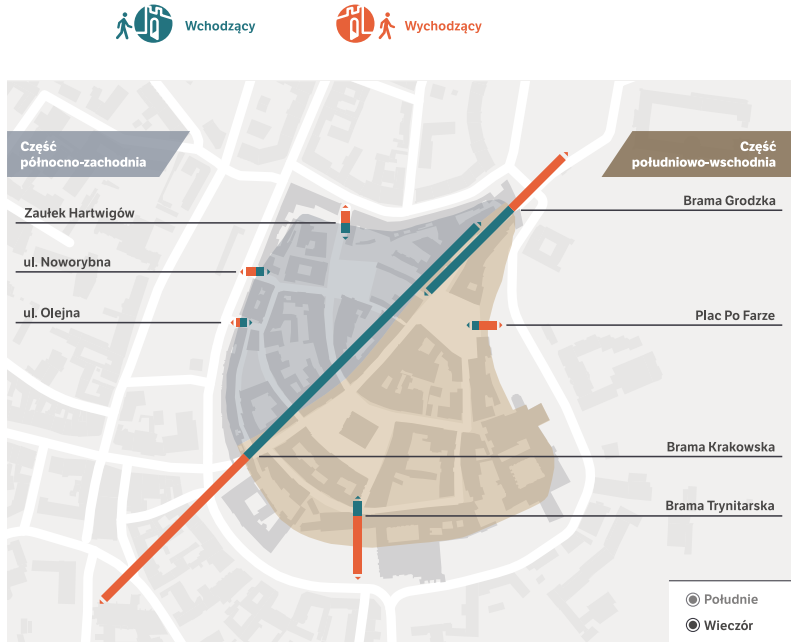 Wchodzący
Wychodzący
Część
północno-zachodnia
Część
południowo-wschodnia
Brama Grodzka
Zaułek Hartwigów
ul. Noworybna
ul. Olejna
Plac Po Farze
Brama Krakowska
Brama Trynitarska
Południe
Wieczór